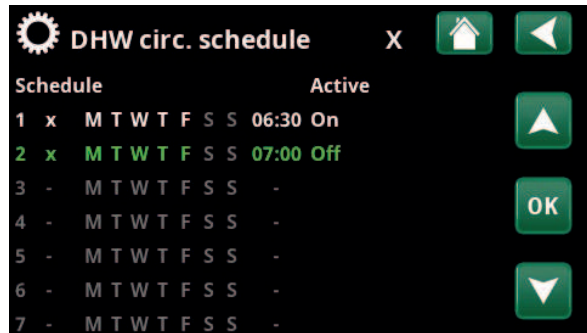 DHW circ. schedule X
Schedule Active
1 x M T W T F S S 06:30 On
2 x M T W T F S S 07:00 Off
3 - M T W T F S S -
4 - M T W T F S S -
5 - M T W T F S S -
6 - M T W T F S S -
7 - M T W T F S S -
OK